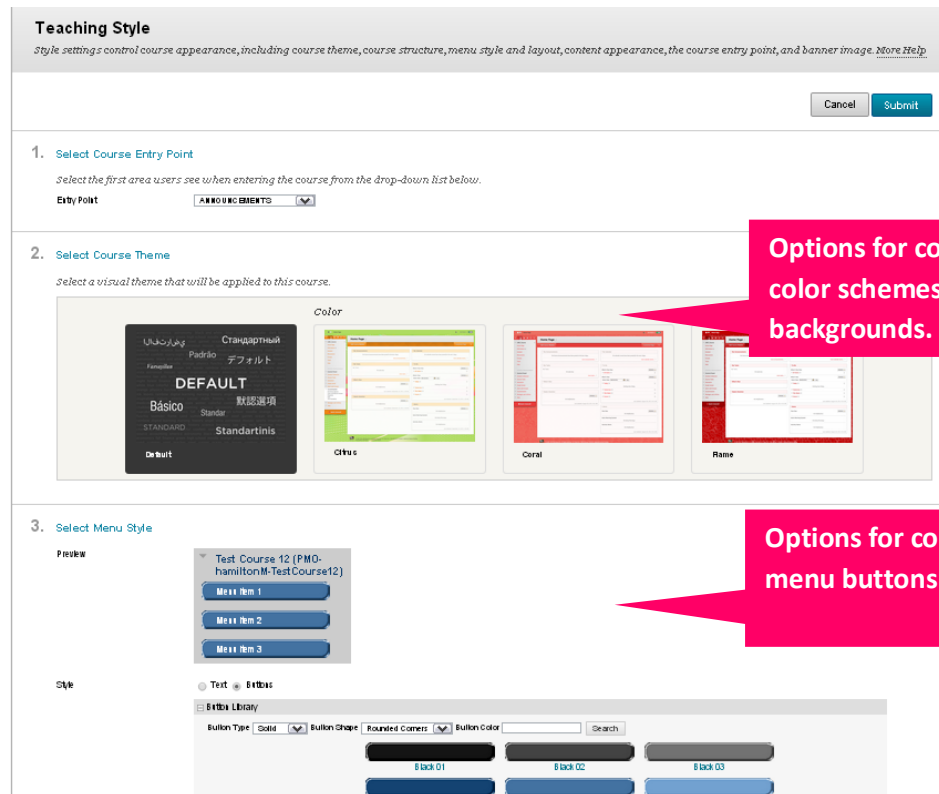 Teaching Style
Style settings control course appearance, including course theme, course structure, menu style and layout, content appearance, the course entry point, and banner image. More Help
Cancel Submit
1. Select Course Entry Point
Select the first area users see when entering the course from the drop-down list below.
Entry Point ANNOUNCEMENTS
2. Select Course Theme
Select a visual theme that will be applied to this course.
Options for co
color schemes
backgrounds.
Color
Стандартный
Padrão デフォルト
DEFAULT
Básico 默認選項
Standar
STANDARD Standartinis
Default
Citrus
Coral
Flame
3. Select Menu Style
Options for co
menu buttons
Preview
Test Course 12 (PMO-
hamiltonM-TestCourse12)
Menu Item 1
Menu Item 2
Menu Item 3
Style Text Buttons
Button Library
Button Type Solid Button Shape Rounded Corners Button Color Search
Black 01 Black 02 Black 03